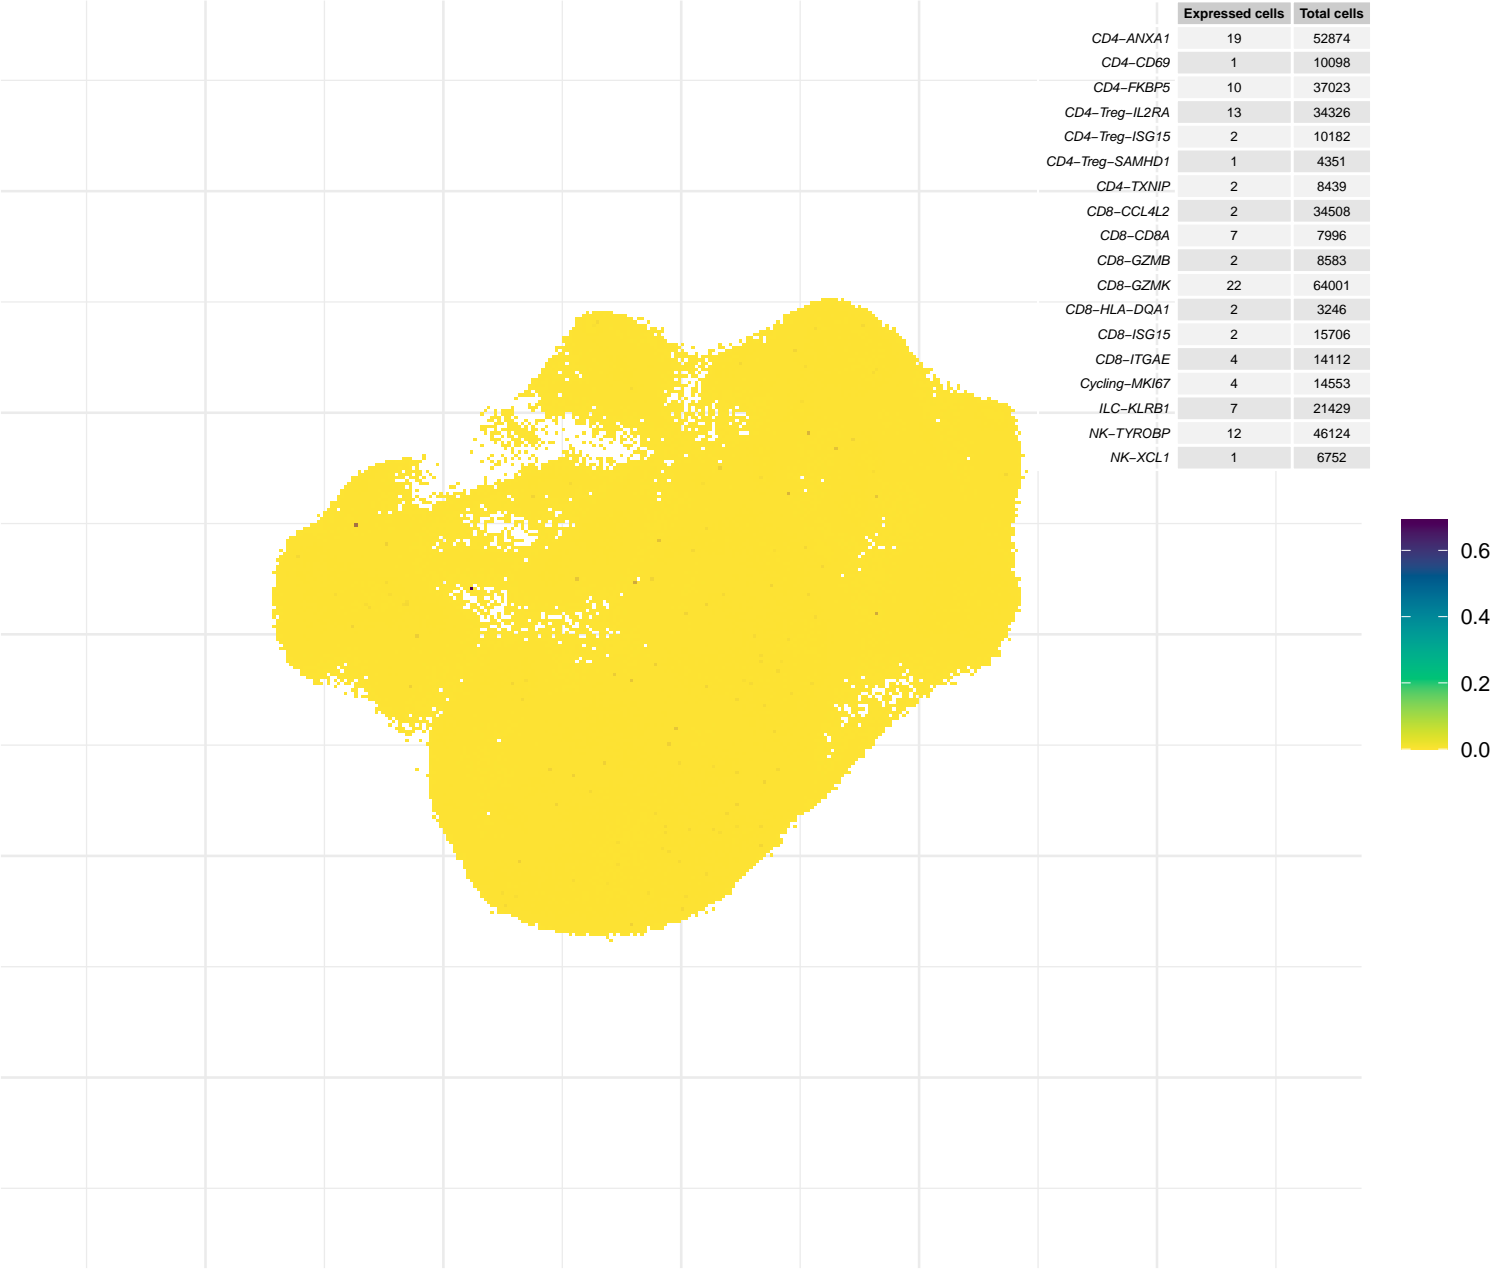 Expressed cells Total cells
CD4−ANXA1 19 52874
CD4−CD69 1 10098
CD4−FKBP5 10 37023
CD4−Treg−IL2RA 13 34326
CD4−Treg−ISG15 2 10182
CD4−Treg−SAMHD1 1 4351
CD4−TXNIP 2 8439
CD8−CCL4L2 2 34508
CD8−CD8A 7 7996
CD8−GZMB 2 8583
CD8−GZMK 22 64001
CD8−HLA−DQA1 2 3246
CD8−ISG15 2 15706
CD8−ITGAE 4 14112
Cycling−MKI67 4 14553
ILC−KLRB1 7 21429
NK−TYROBP 12 46124
NK−XCL1 1 6752
0.6
0.4
0.2
0.0